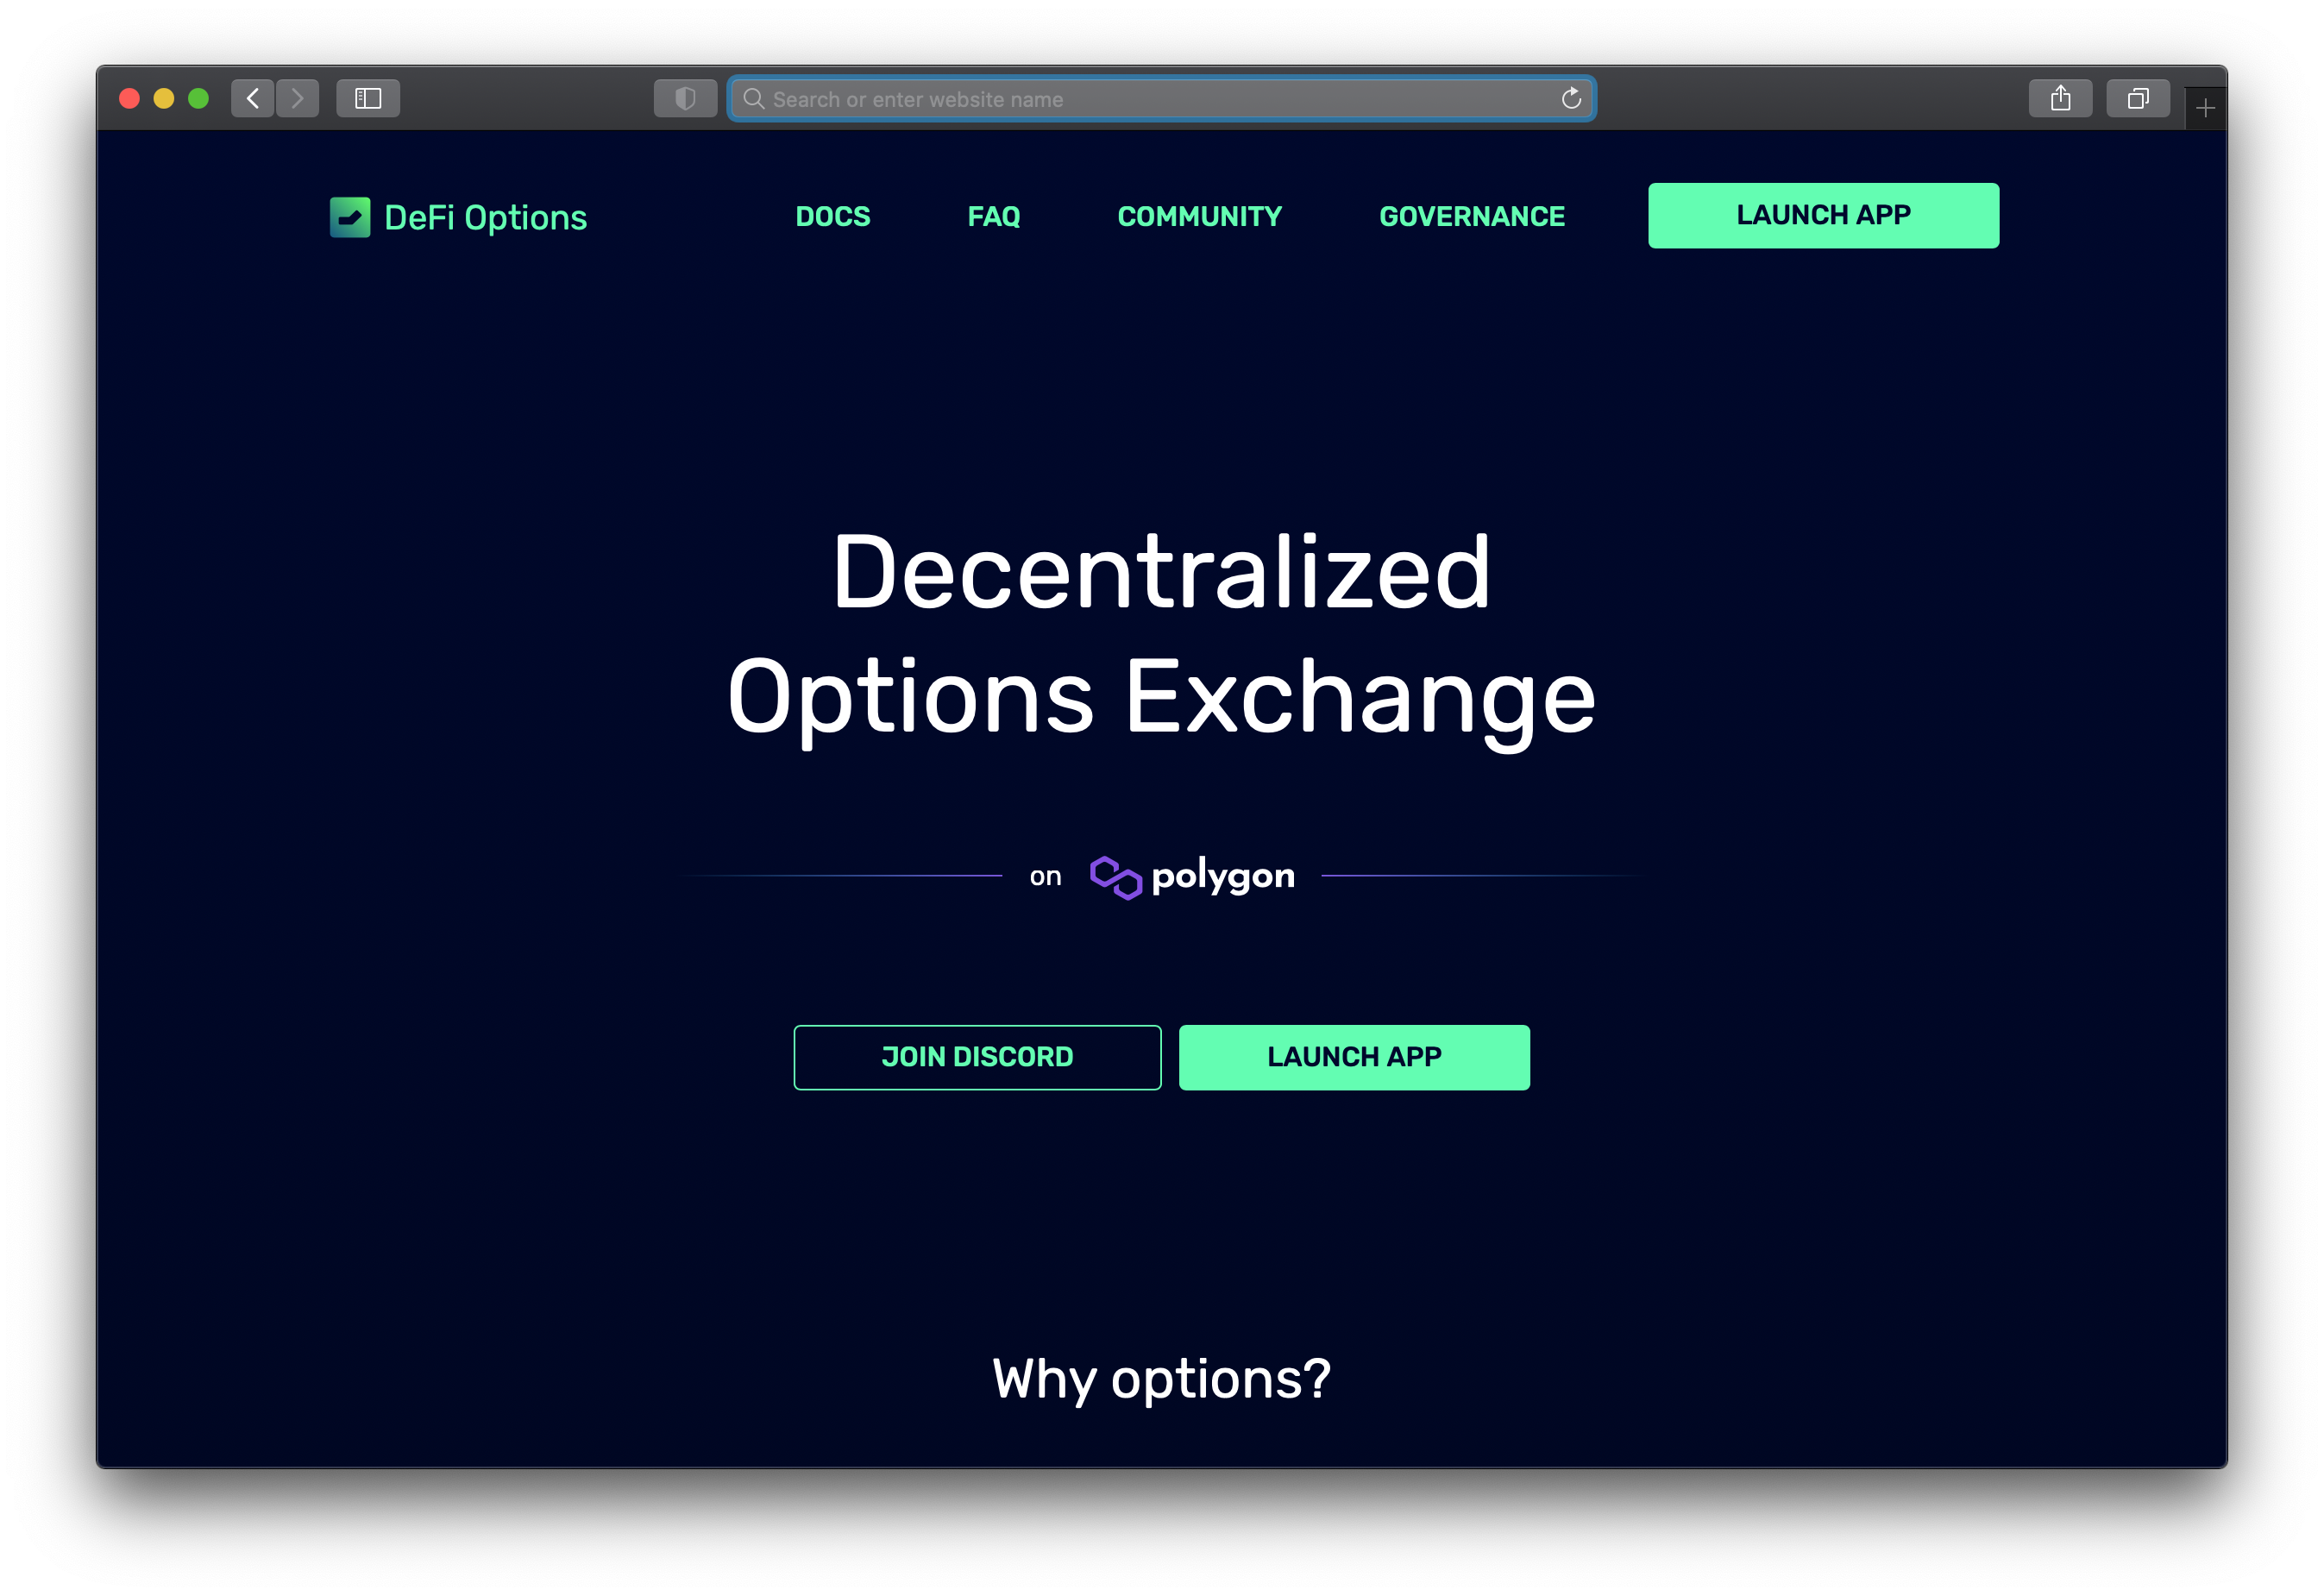 Search or enter website name
DeFi Options
DOCS
FAQ
COMMUNITY
GOVERNANCE
LAUNCH APP
Decentralized
Options Exchange
on polygon
JOIN DISCORD
LAUNCH APP
Why options?